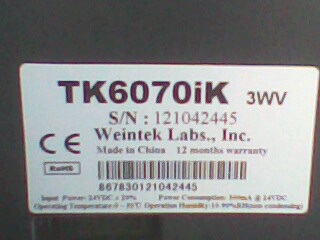 TK6070iK 3WV
S/N : 121042445
Weintek Labs., Inc.
CE Made in China 12 months warranty
RoHS
867830121042445
Input Power: 24VDC ± 20% Power Consumption: 300mA @ 24VDC
Operating Temperature:0 ~ 50℃ Operation Humidity:10-90%RH(non condensing)